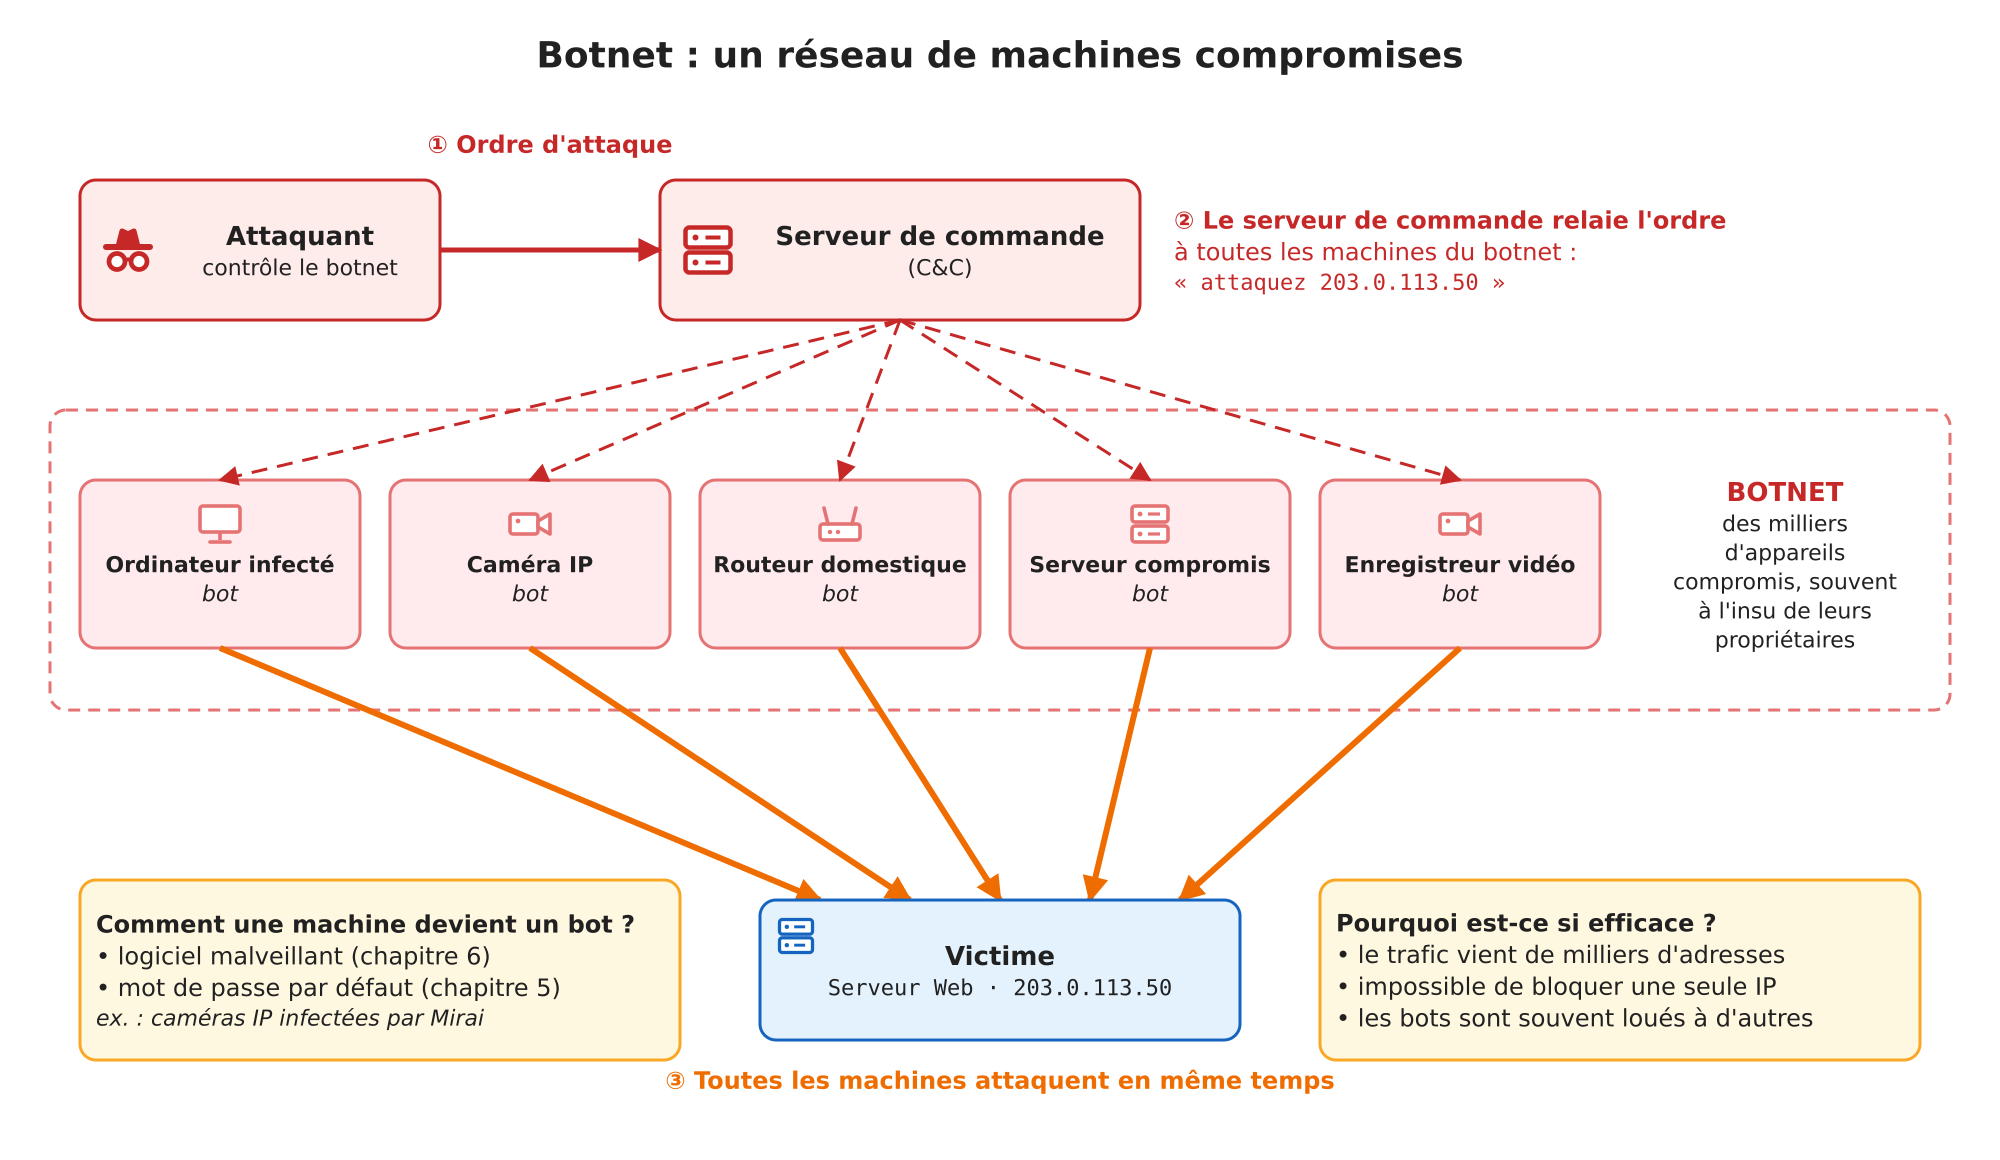 Botnet : un réseau de machines compromises
① Ordre d'attaque
Attaquant
contrôle le botnet
Serveur de commande
(C&C)
② Le serveur de commande relaie l'ordre
à toutes les machines du botnet :
« attaquez 203.0.113.50 »
Ordinateur infecté
bot
Caméra IP
bot
Routeur domestique
bot
Serveur compromis
bot
Enregistreur vidéo
bot
BOTNET
des milliers
d'appareils
compromis, souvent
à l'insu de leurs
propriétaires
Comment une machine devient un bot ?
• logiciel malveillant (chapitre 6)
• mot de passe par défaut (chapitre 5)
ex. : caméras IP infectées par Mirai
Victime
Serveur Web · 203.0.113.50
Pourquoi est-ce si efficace ?
• le trafic vient de milliers d'adresses
• impossible de bloquer une seule IP
• les bots sont souvent loués à d'autres
③ Toutes les machines attaquent en même temps